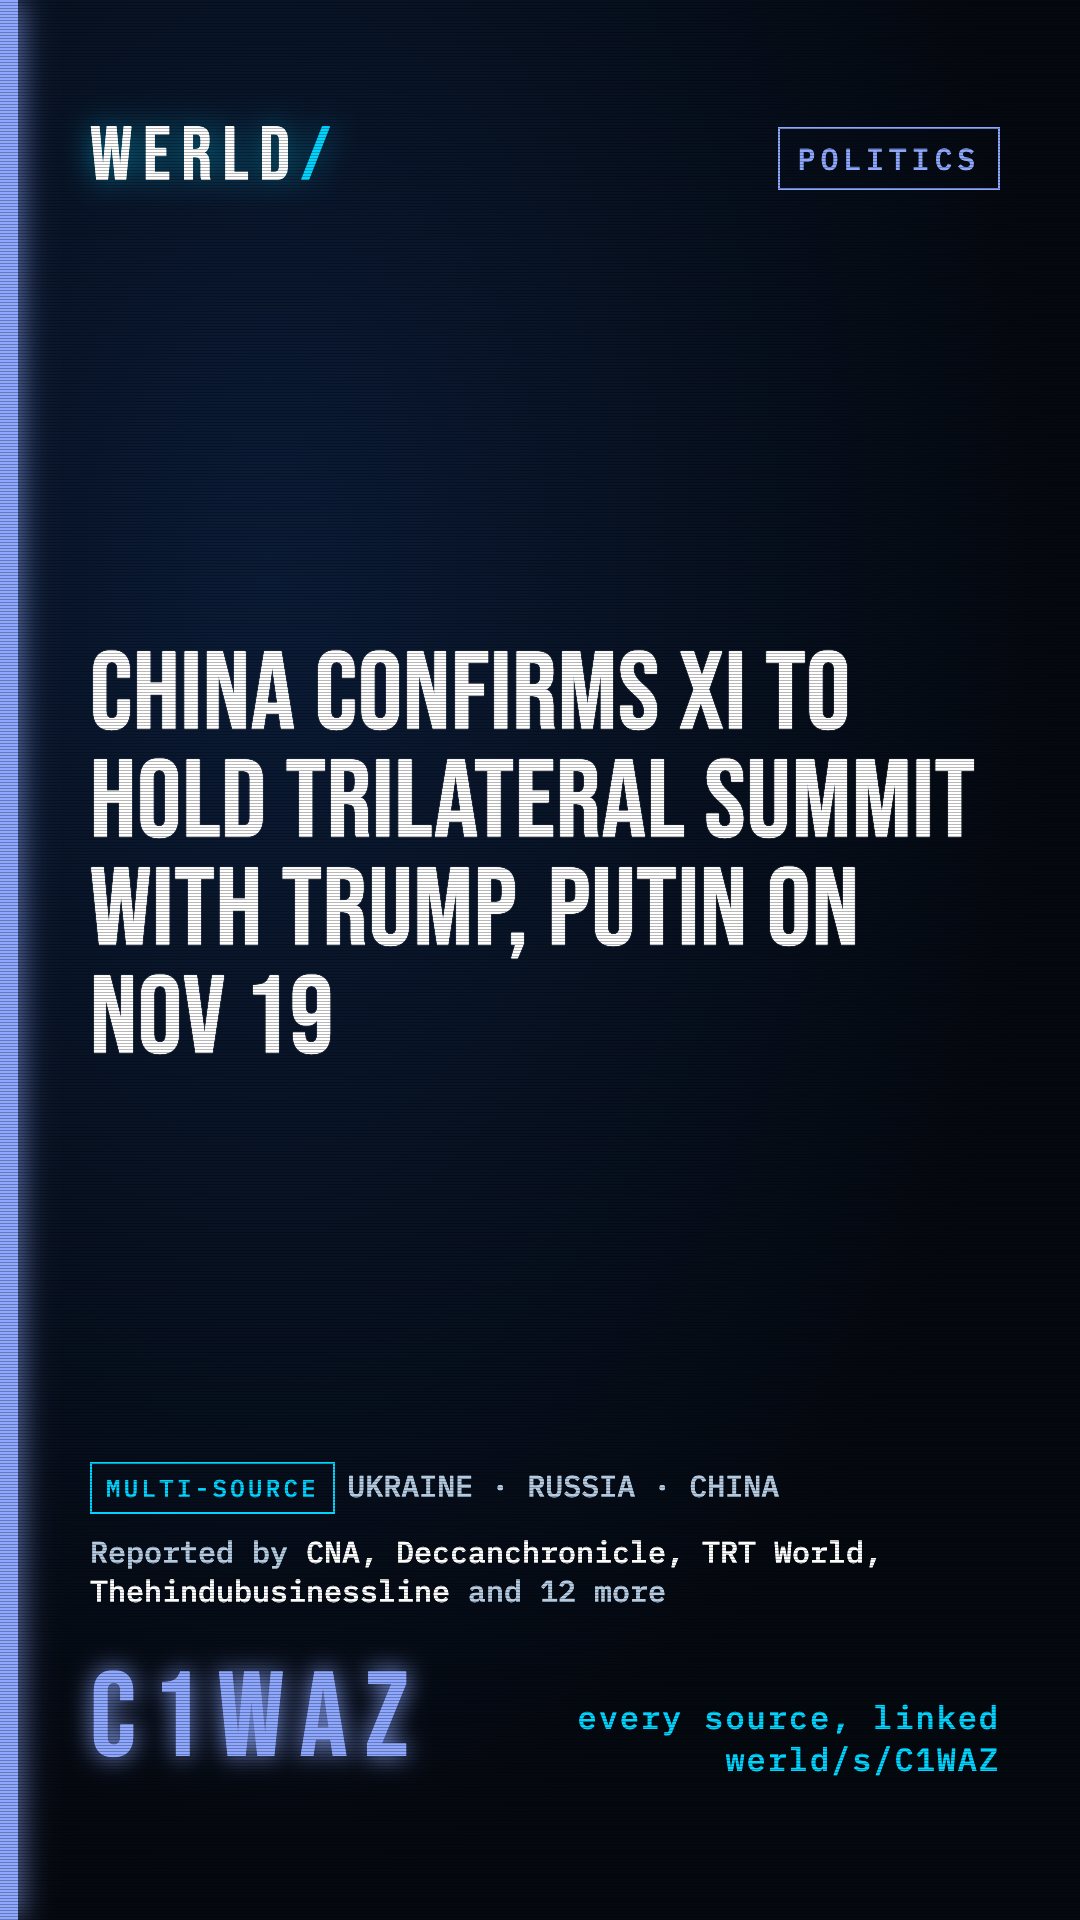 WERLD/
POLITICS
CHINA CONFIRMS XI TO
HOLD TRILATERAL SUMMIT
WITH TRUMP, PUTIN ON
NOV 19
MULTI-SOURCE UKRAINE · RUSSIA · CHINA
Reported by CNA, Deccanchronicle, TRT World,
Thehindubusinessline and 12 more
C1WAZ
every source, linked
werld/s/C1WAZ